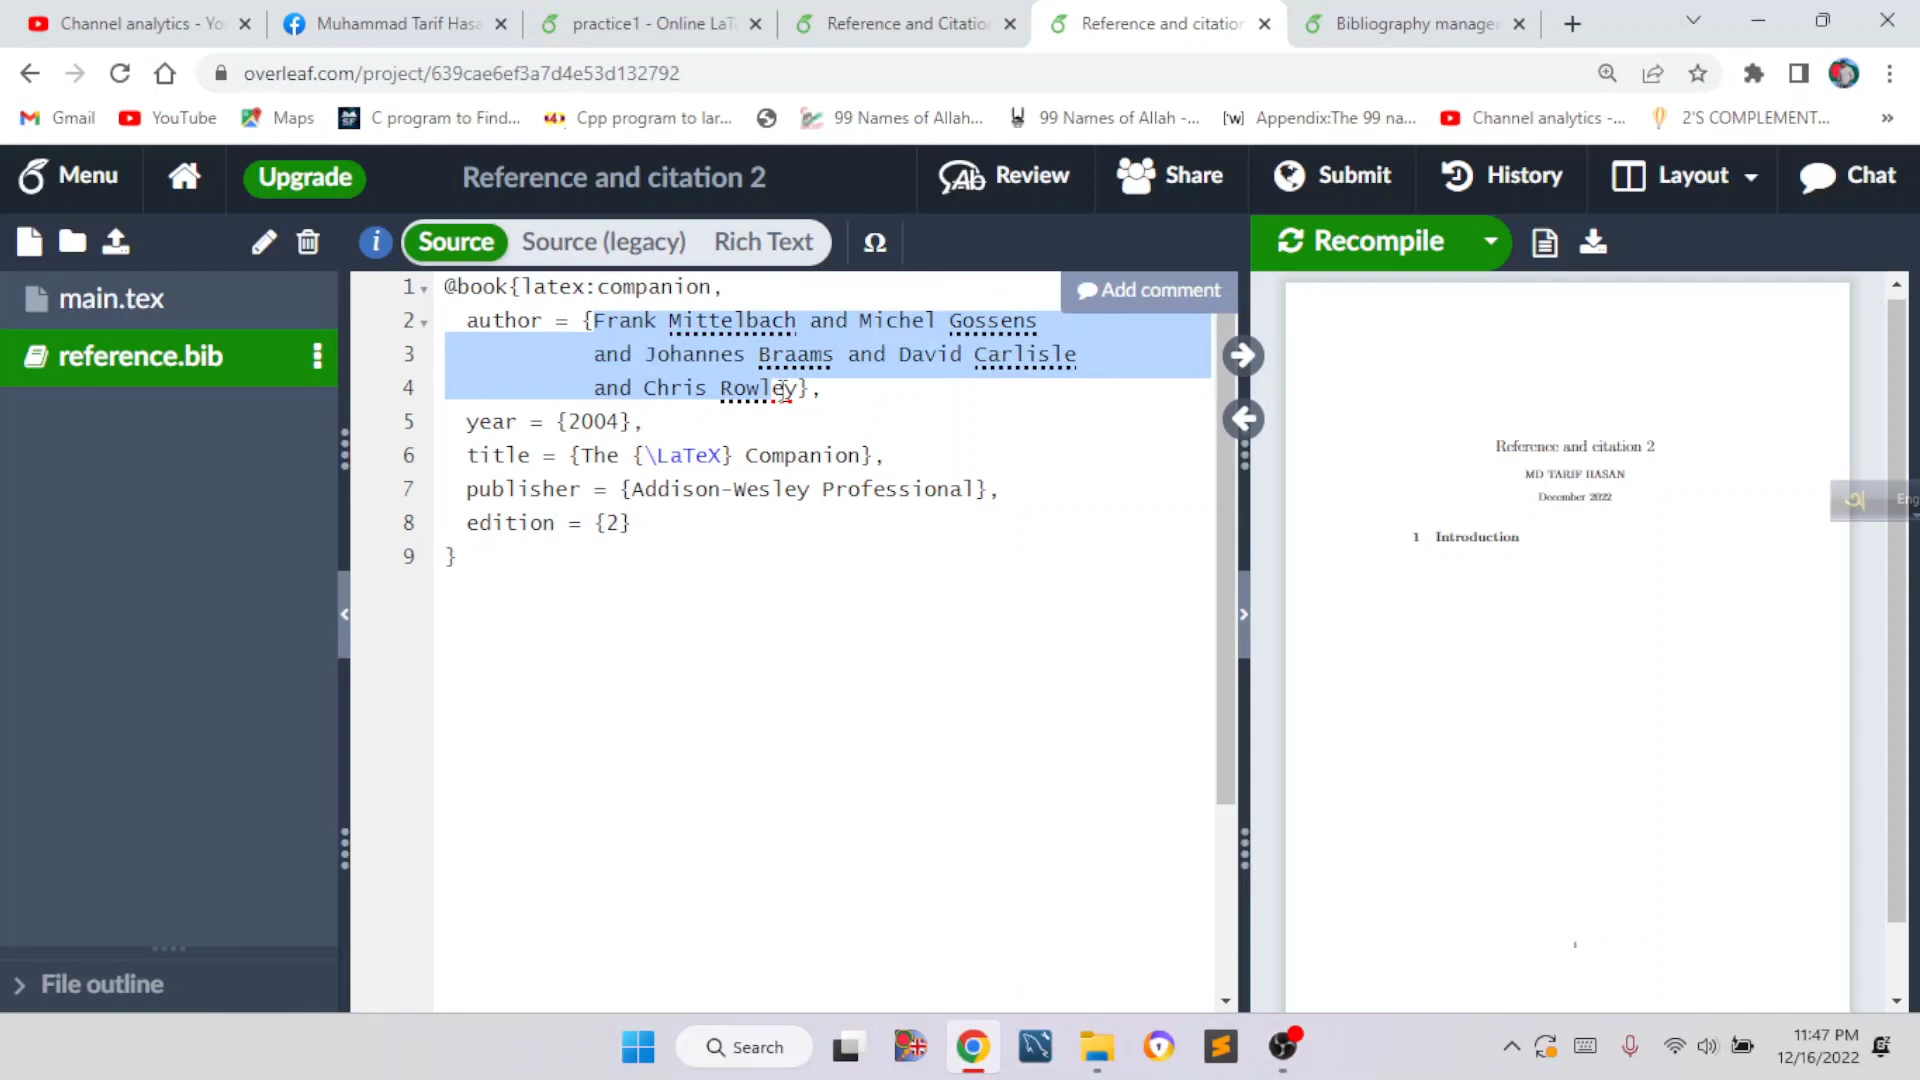 Channel analytics - Yo
Muhammad Tarif Hasa
practice1 - Online LaT
Reference and Citation
Reference and citation
Bibliography manage
overleaf.com/project/639cae6ef3a7d4e53d132792
Gmail
YouTube
Maps
C program to Find...
Cpp program to lar...
99 Names of Allah...
99 Names of Allah -...
[w] Appendix:The 99 na...
Channel analytics -...
2'S COMPLEMENT...
»
Menu
Upgrade
Reference and citation 2
Review
Share
Submit
History
Layout
Chat
Source
Source (legacy)
Rich Text
Ω
Recompile
main.tex
reference.bib
File outline
Add comment
1 @book{latex:companion,
2 author = {Frank Mittelbach and Michel Gossens
3 and Johannes Braams and David Carlisle
4 and Chris Rowley},
5 year = {2004},
6 title = {The {\LaTeX} Companion},
7 publisher = {Addison-Wesley Professional},
8 edition = {2}
9 }
Reference and citation 2
MD TARIF HASAN
December 2022
1 Introduction
1
অ Eng
Search
11:47 PM
12/16/2022